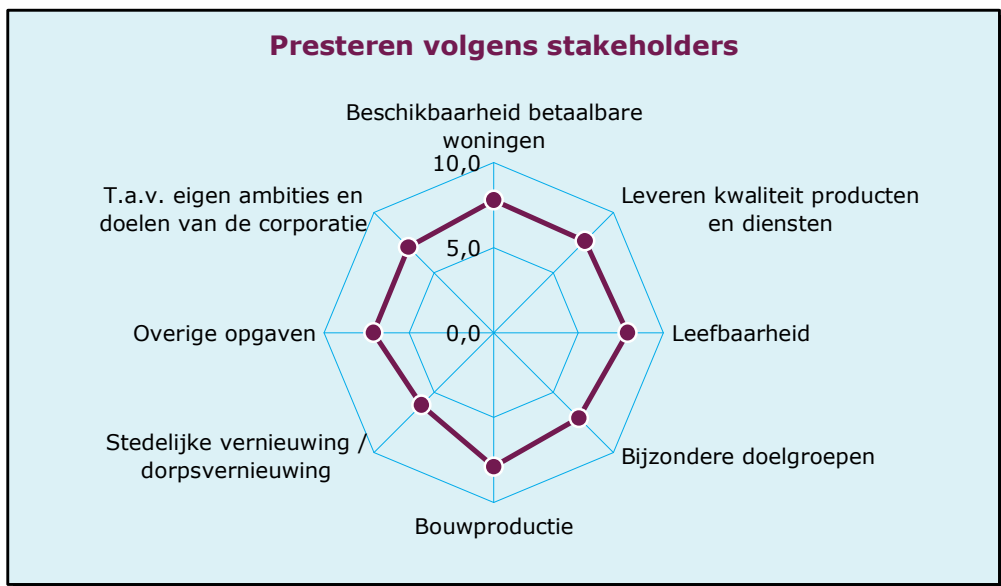 Presteren volgens stakeholders
Beschikbaarheid betaalbare
woningen
10,0
T.a.v. eigen ambities en
doelen van de corporatie
Leveren kwaliteit producten
en diensten
5,0
Overige opgaven
0,0
Leefbaarheid
Stedelijke vernieuwing /
dorpsvernieuwing
Bijzondere doelgroepen
Bouwproductie